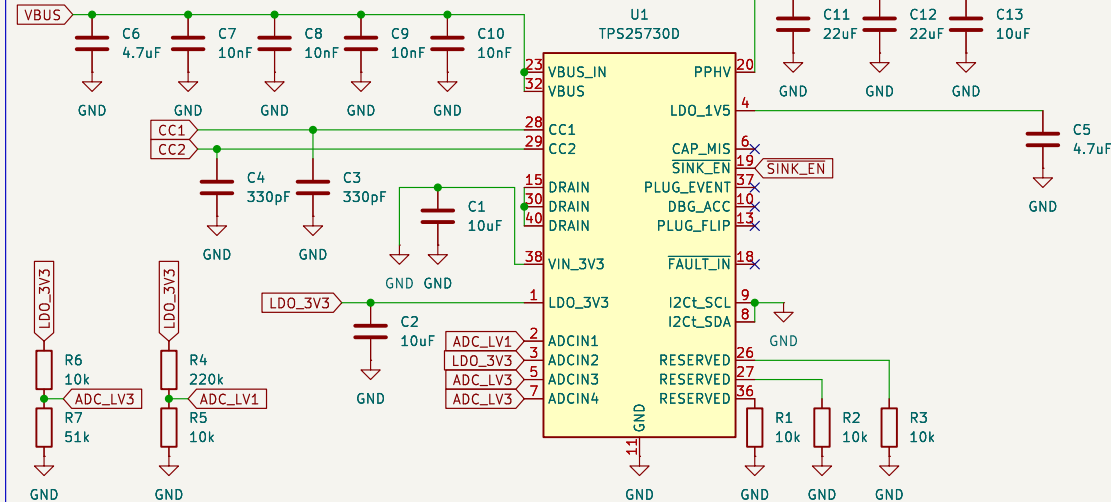 VBUS
C6
4.7uF
GND
C7
10nF
GND
C8
10nF
GND
C9
10nF
GND
C10
10nF
GND
U1
TPS25730D
C11
22uF
GND
C12
22uF
GND
C13
10uF
GND
23 VBUS_IN
32 VBUS
28 CC1
29 CC2
15 DRAIN
30 DRAIN
40 DRAIN
38 VIN_3V3
1 LDO_3V3
2 ADCIN1
3 ADCIN2
5 ADCIN3
7 ADCIN4
GND
11
GND
PPHV 20
LDO_1V5 4
CAP_MIS 6
SINK_EN 19
PLUG_EVENT 37
DBG_ACC 10
PLUG_FLIP 13
FAULT_IN 18
I2Ct_SCL 9
I2Ct_SDA 8
RESERVED 26
RESERVED 27
RESERVED 36
SINK_EN
C5
4.7uF
GND
CC1
CC2
C4
330pF
GND
C3
330pF
GND
C1
10uF
GND
GND
LDO_3V3
C2
10uF
GND
ADC_LV1
LDO_3V3
ADC_LV3
ADC_LV3
LDO_3V3
R6
10k
ADC_LV3
R7
51k
GND
LDO_3V3
R4
220k
ADC_LV1
R5
10k
GND
GND
R1
10k
GND
R2
10k
GND
R3
10k
GND